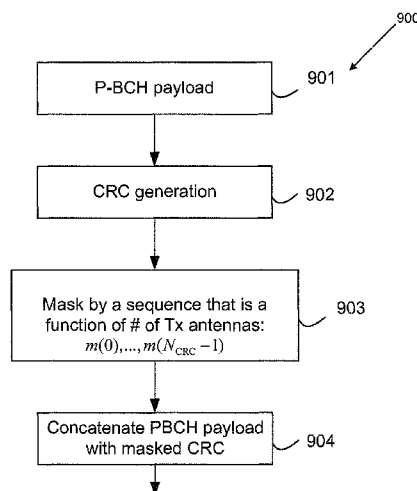 900
P-BCH payload
901
CRC generation
902
Mask by a sequence that is a
function of # of Tx antennas:
m(0),...,m(N_CRC −1)
903
Concatenate PBCH payload
with masked CRC
904